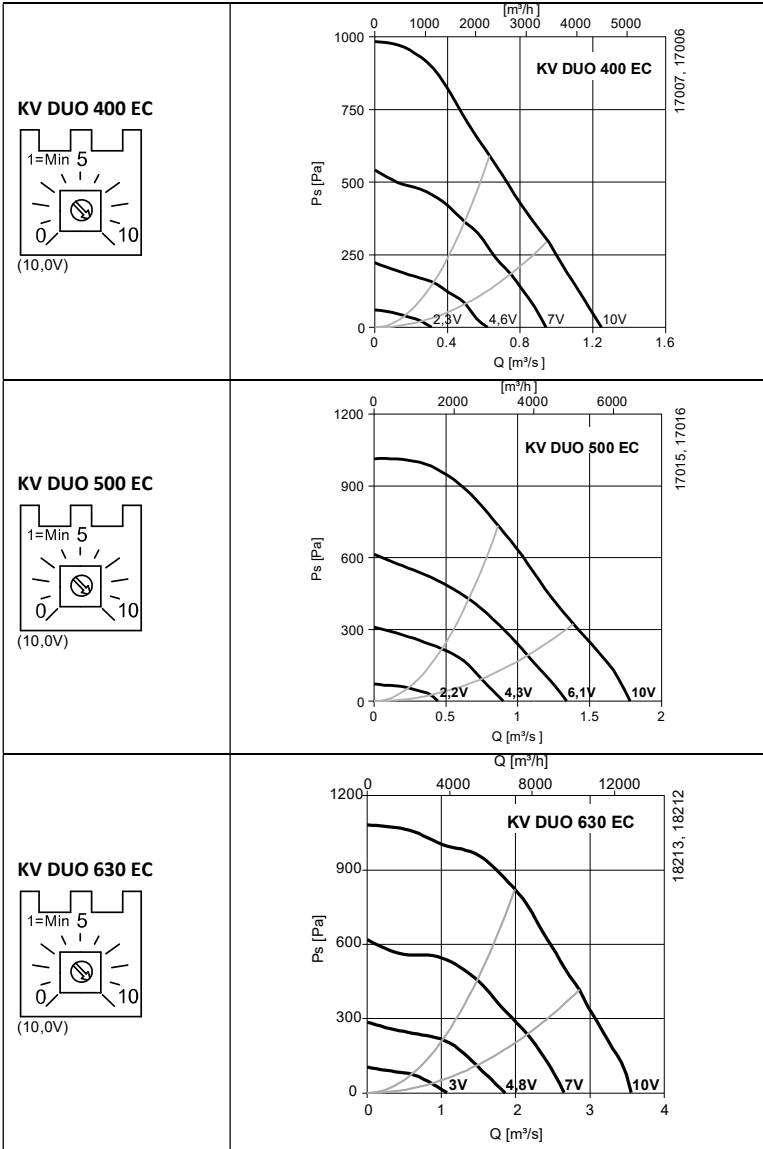 KV DUO 400 EC
1=Min 5
0 10
(10,0V)
[m³/h]
0 1000 2000 3000 4000 5000
1000
750
500
250
0
Ps [Pa]
KV DUO 400 EC
2,3V 4,6V 7V 10V
0 0.4 0.8 1.2 1.6
Q [m³/s ]
17007, 17006
KV DUO 500 EC
1=Min 5
0 10
(10,0V)
[m³/h]
0 2000 4000 6000
1200
900
600
300
0
Ps [Pa]
KV DUO 500 EC
2,2V 4,3V 6,1V 10V
0 0.5 1 1.5 2
Q [m³/s ]
17015, 17016
KV DUO 630 EC
1=Min 5
0 10
(10,0V)
Q [m³/h]
0 4000 8000 12000
1200
900
600
300
0
Ps [Pa]
KV DUO 630 EC
3V 4,8V 7V 10V
0 1 2 3 4
Q [m³/s]
18213, 18212